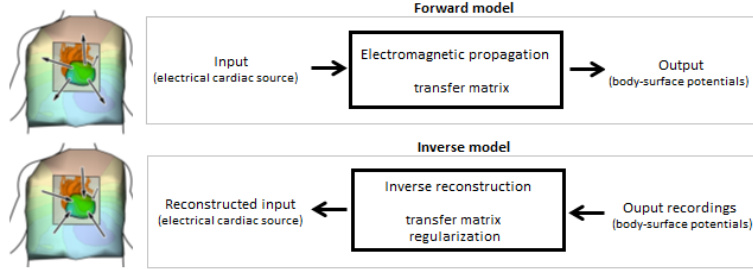 Forward model
Input
(electrical cardiac source)
Electromagnetic propagation
transfer matrix
Output
(body-surface potentials)
Inverse model
Reconstructed input
(electrical cardiac source)
Inverse reconstruction
transfer matrix
regularization
Ouput recordings
(body-surface potentials)